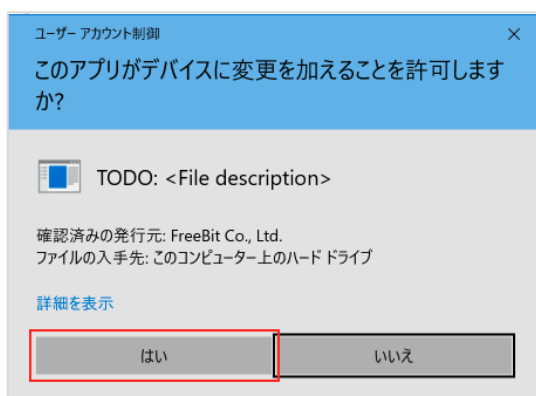 ユーザー アカウント制御
このアプリがデバイスに変更を加えることを許可します
か?
TODO: <File description>
確認済みの発行元: FreeBit Co., Ltd.
ファイルの入手先: このコンピューター上のハード ドライブ
詳細を表示
はい
いいえ